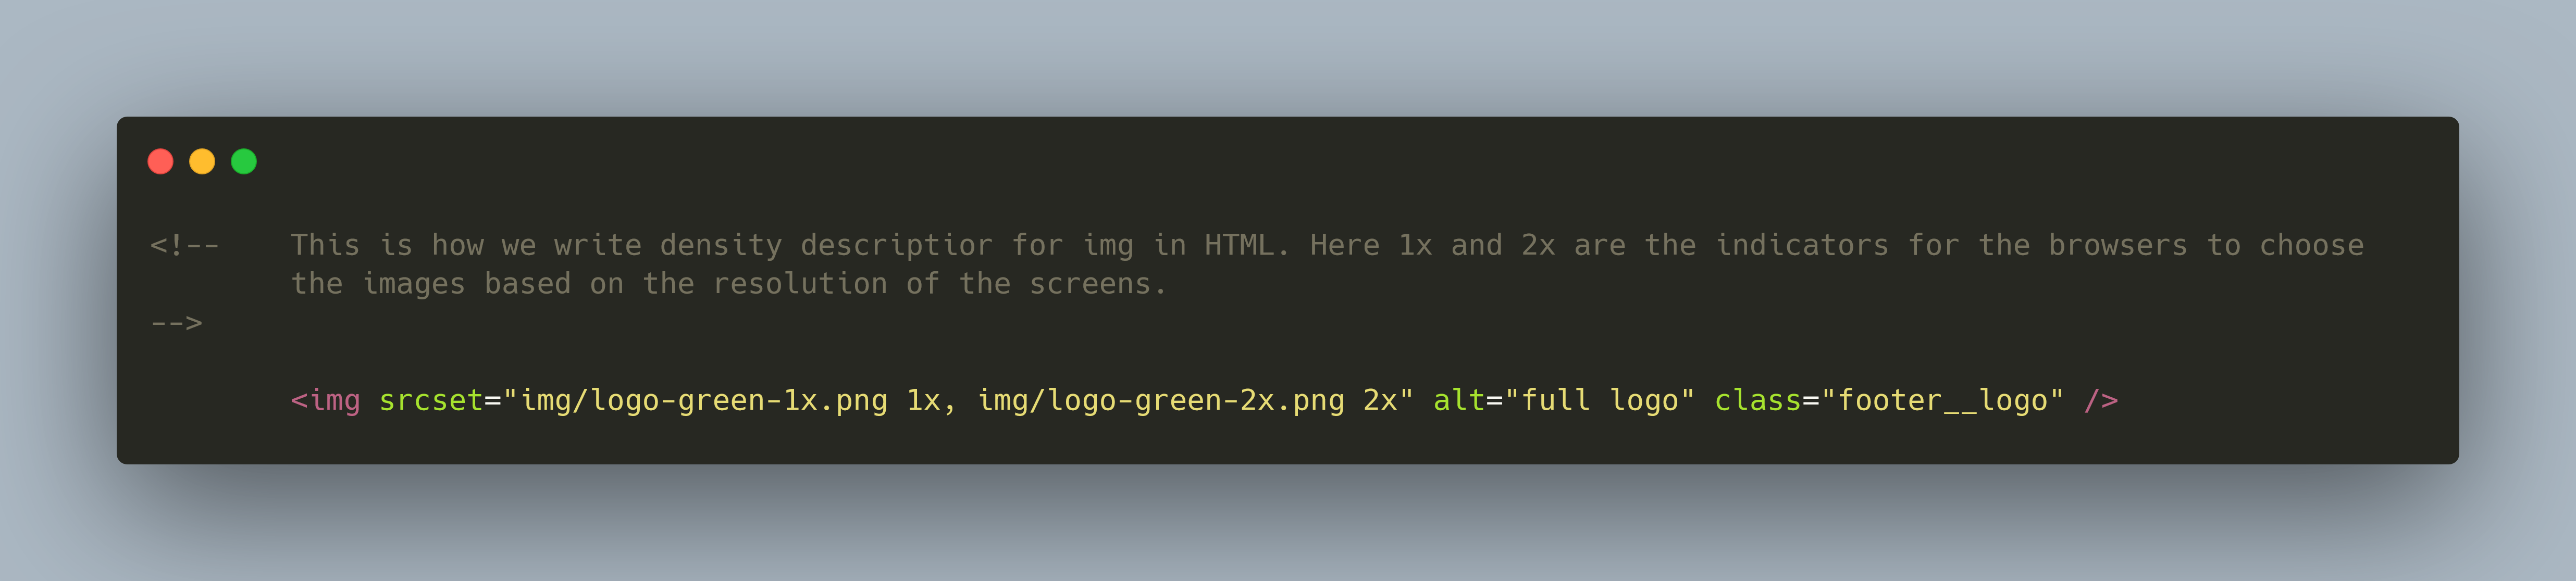 <!--    This is how we write density descriptior for img in HTML. Here 1x and 2x are the indicators for the browsers to choose
        the images based on the resolution of the screens.
-->
        <img srcset="img/logo-green-1x.png 1x, img/logo-green-2x.png 2x" alt="full logo" class="footer__logo" />